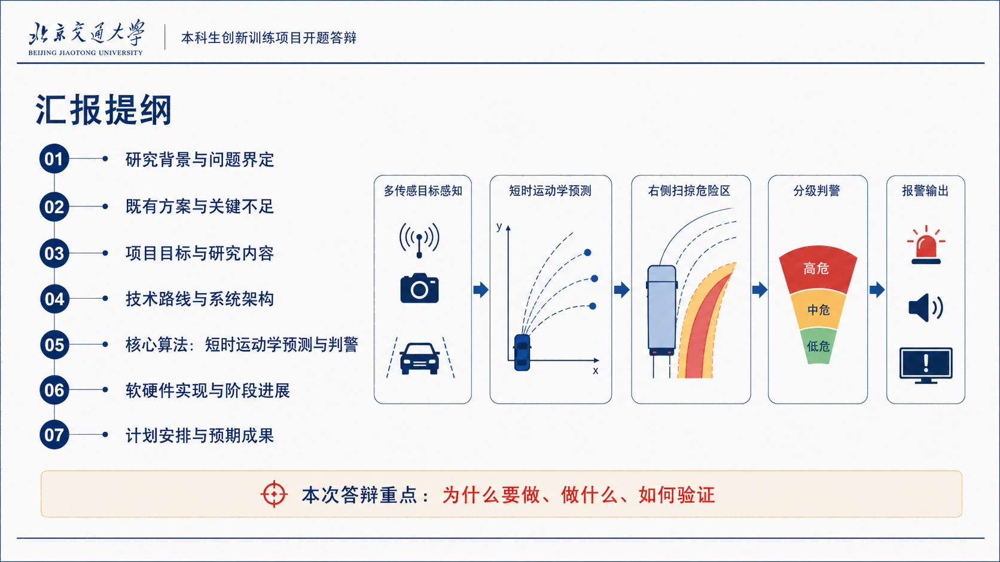 北京交通大学
BEIJING JIAOTONG UNIVERSITY
本科生创新训练项目开题答辩
汇报提纲
01 研究背景与问题界定
02 既有方案与关键不足
03 项目目标与研究内容
04 技术路线与系统架构
05 核心算法：短时运动学预测与判警
06 软硬件实现与阶段进展
07 计划安排与预期成果
多传感目标感知
短时运动学预测
y
x
右侧扫掠危险区
分级判警
高危
中危
低危
报警输出
!
本次答辩重点：为什么要做、做什么、如何验证